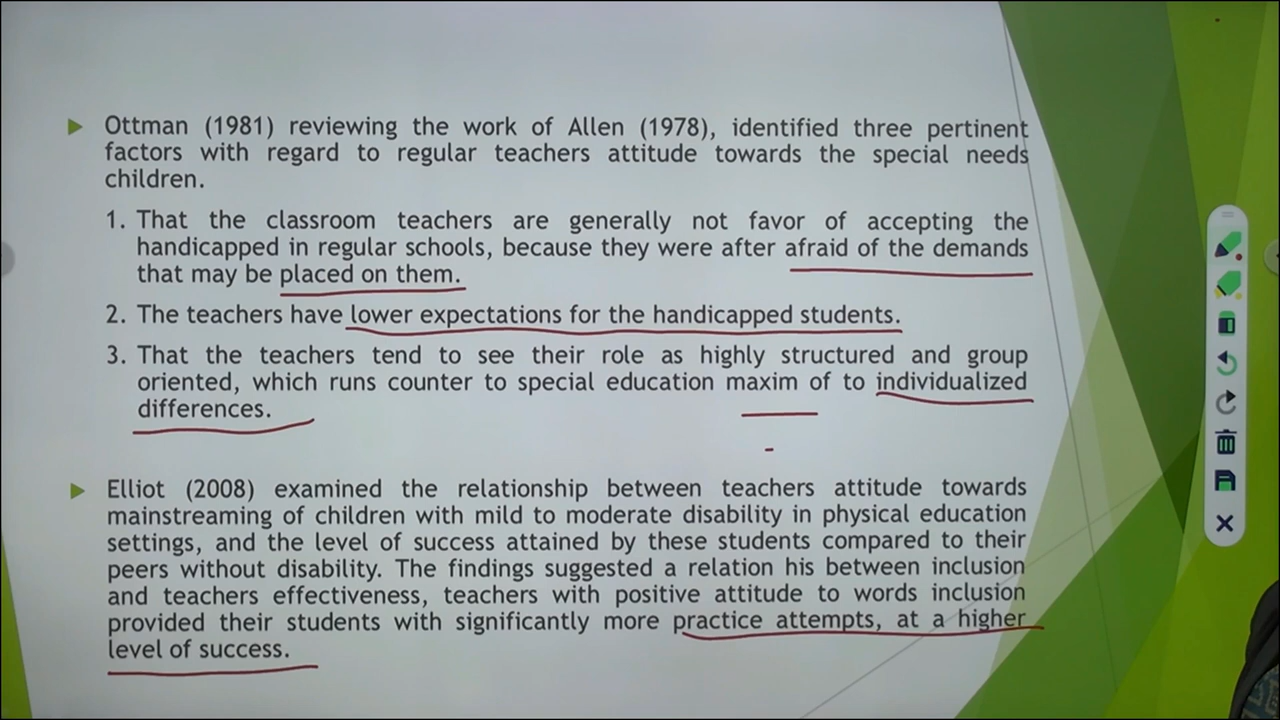 Ottman (1981) reviewing the work of Allen (1978), identified three pertinent
factors with regard to regular teachers attitude towards the special needs
children.
1. That the classroom teachers are generally not favor of accepting the
handicapped in regular schools, because they were after afraid of the demands
that may be placed on them.
2. The teachers have lower expectations for the handicapped students.
3. That the teachers tend to see their role as highly structured and group
oriented, which runs counter to special education maxim of to individualized
differences.
Elliot (2008) examined the relationship between teachers attitude towards
mainstreaming of children with mild to moderate disability in physical education
settings, and the level of success attained by these students compared to their
peers without disability. The findings suggested a relation his between inclusion
and teachers effectiveness, teachers with positive attitude to words inclusion
provided their students with significantly more practice attempts, at a higher
level of success.